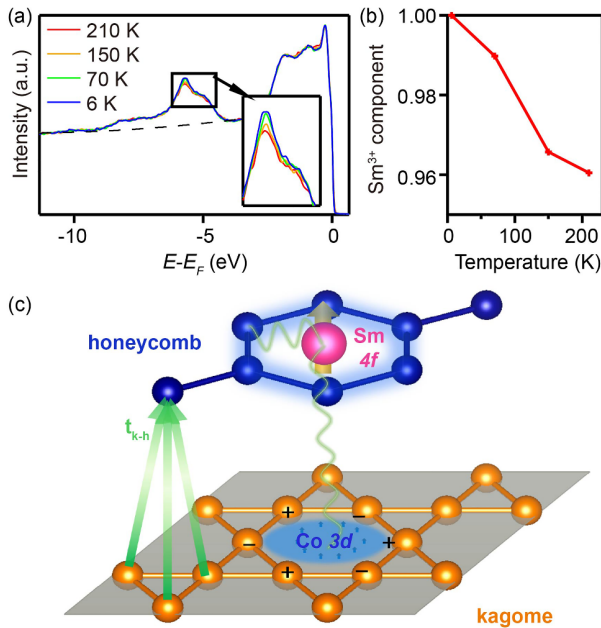 (a)
210 K
150 K
70 K
6 K
Intensity (a.u.)
-10
-5
0
E-E_F (eV)
(b)
1.00
0.98
0.96
Sm³⁺ component
0
100
200
Temperature (K)
(c)
honeycomb
Sm
4f
t_k-h
+
−
−
Co 3d
+
+
−
kagome